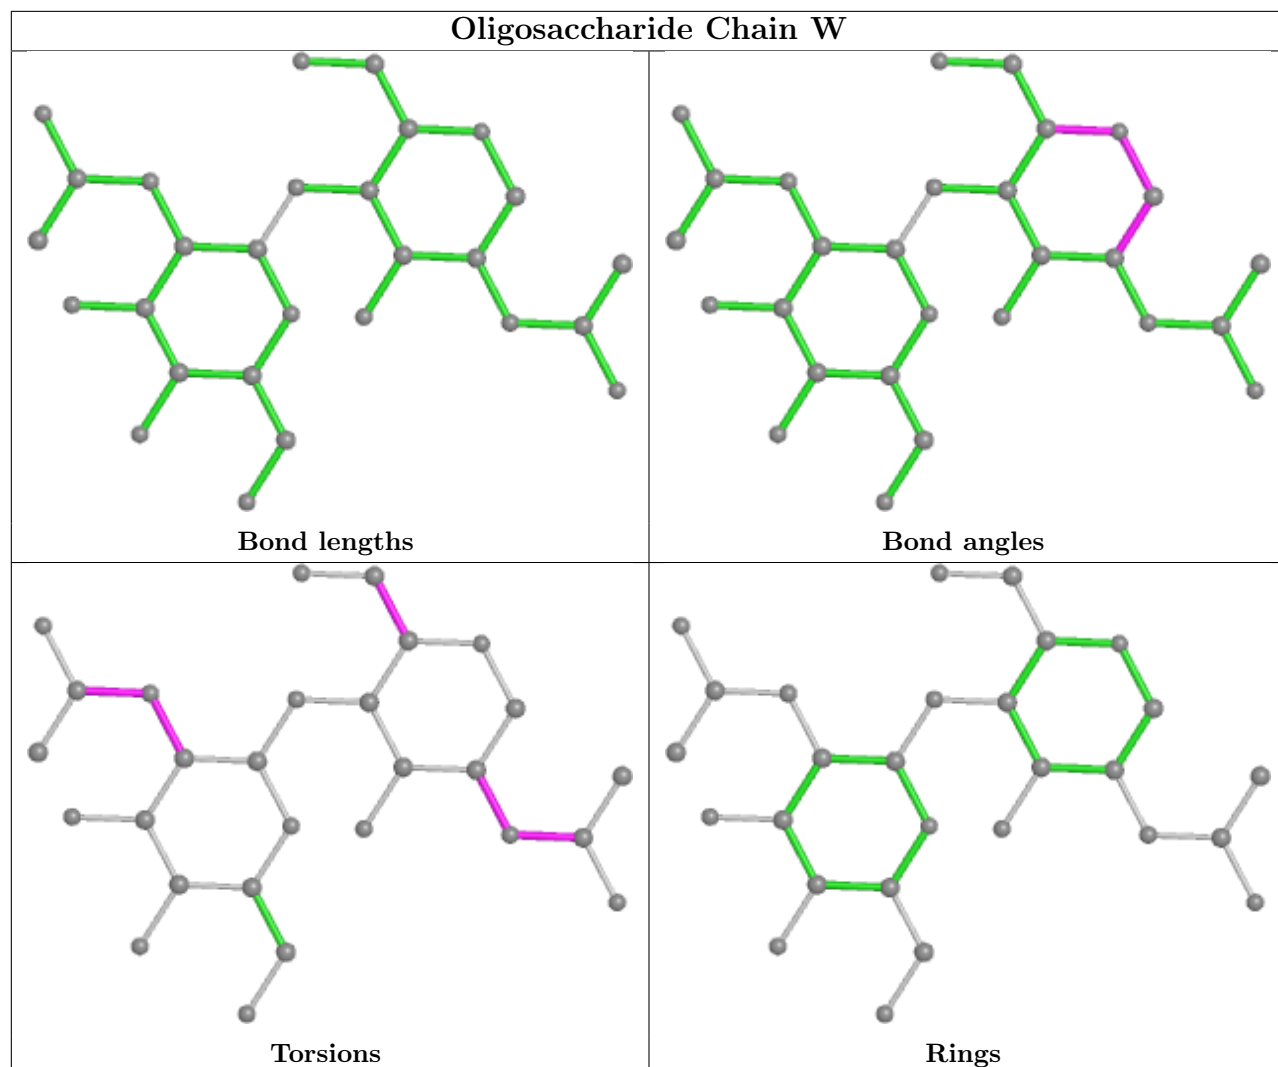 Oligosaccharide Chain W
Bond lengths
Bond angles
Torsions
Rings